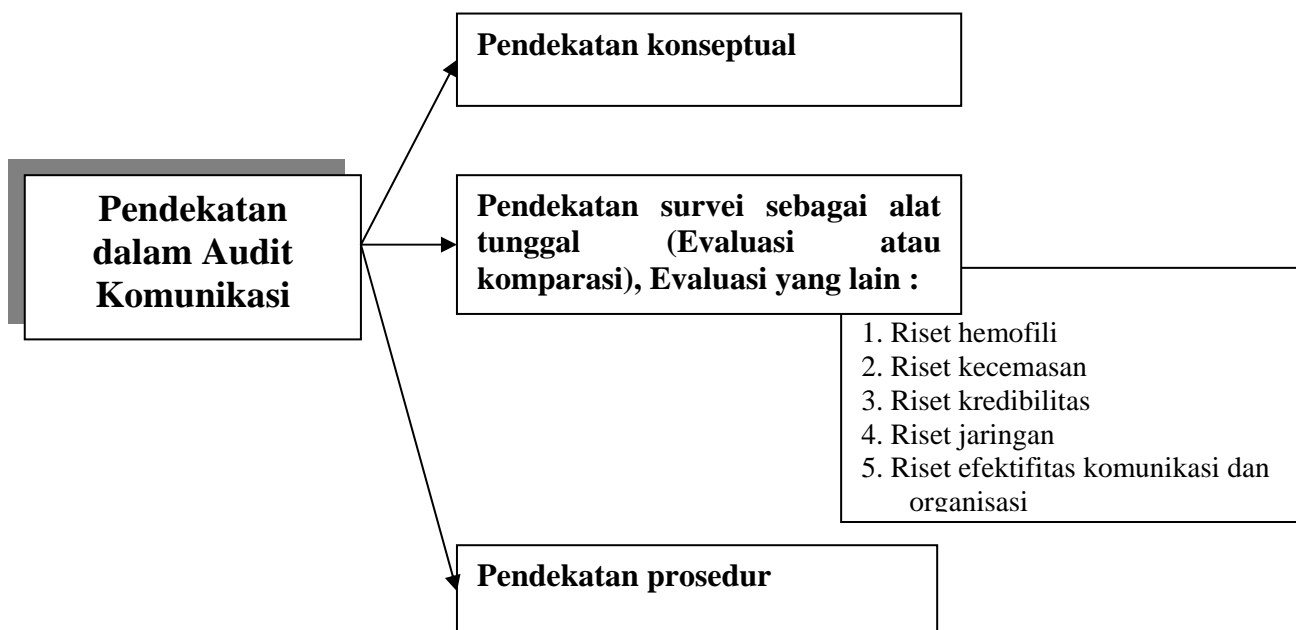 Pendekatan konseptual
Pendekatan
dalam Audit
Komunikasi
Pendekatan survei sebagai alat
tunggal (Evaluasi atau
komparasi), Evaluasi yang lain :
1. Riset hemofili
2. Riset kecemasan
3. Riset kredibilitas
4. Riset jaringan
5. Riset efektifitas komunikasi dan
organisasi
Pendekatan prosedur